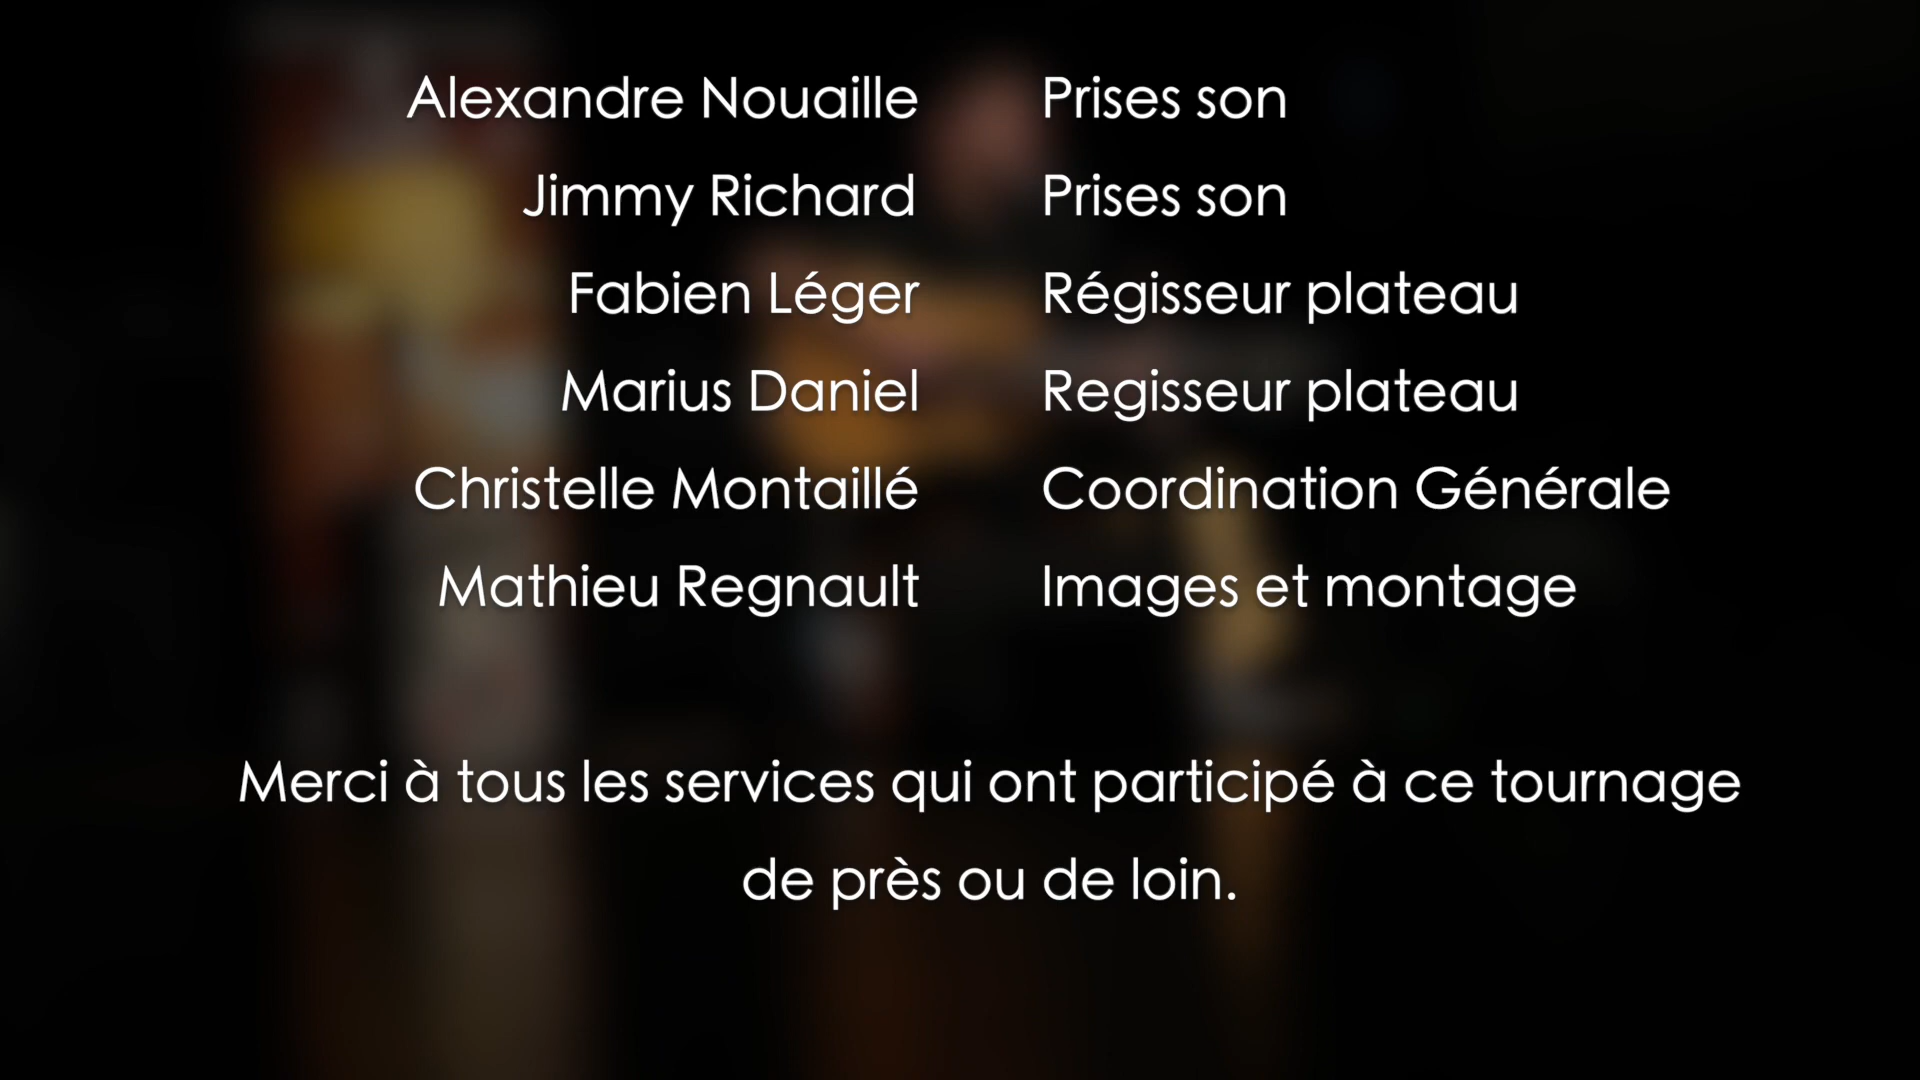 Alexandre Nouaille Prises son
Jimmy Richard Prises son
Fabien Léger Régisseur plateau
Marius Daniel Regisseur plateau
Christelle Montaillé Coordination Générale
Mathieu Regnault Images et montage
Merci à tous les services qui ont participé à ce tournage
de près ou de loin.